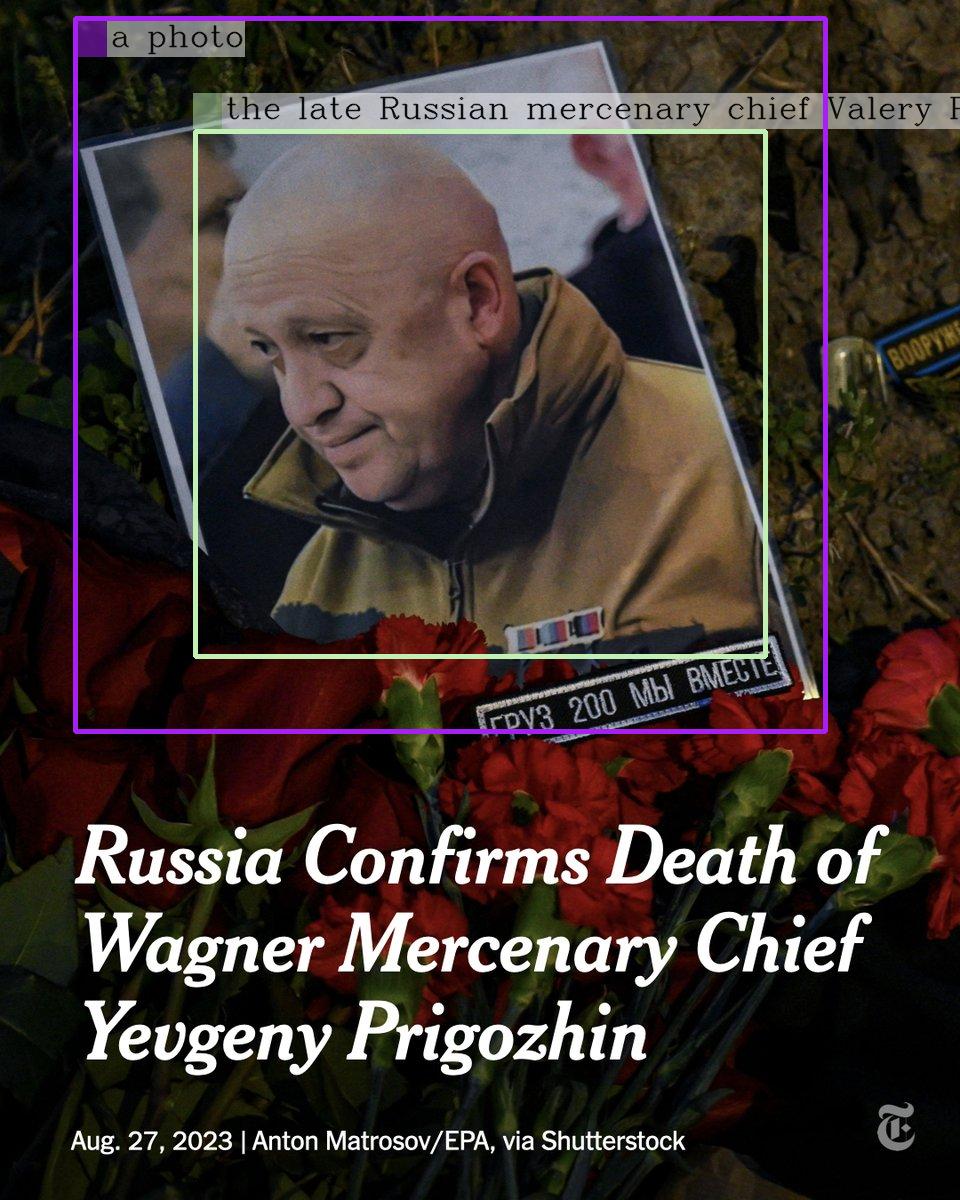 a photo
the late Russian mercenary chief Valery P
ВООРУЖЕ
ГРУЗ 200 МЫ ВМЕСТЕ
Russia Confirms Death of
Wagner Mercenary Chief
Yevgeny Prigozhin
Aug. 27, 2023 | Anton Matrosov/EPA, via Shutterstock
T